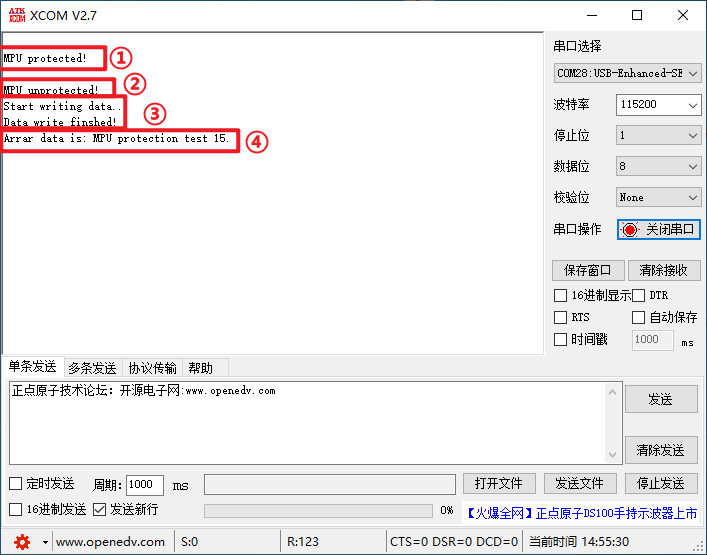 ATK
XCOM XCOM V2.7
MPU protected! ①
MPU unprotected! ②
Start writing data.. ③
Data write finshed!
Arrar data is: MPU protection test 15. ④
串口选择
COM28:USB-Enhanced-SE
波特率 115200
停止位 1
数据位 8
校验位 None
串口操作 关闭串口
保存窗口 清除接收
16进制显示 DTR
RTS 自动保存
时间戳 1000 ms
单条发送 多条发送 协议传输 帮助
正点原子技术论坛：开源电子网:www.openedv.com
发送
清除发送
定时发送 周期: 1000 ms 打开文件 发送文件 停止发送
16进制发送 发送新行 0% 【火爆全网】正点原子DS100手持示波器上市
www.openedv.com S:0 R:123 CTS=0 DSR=0 DCD=0 当前时间 14:55:30